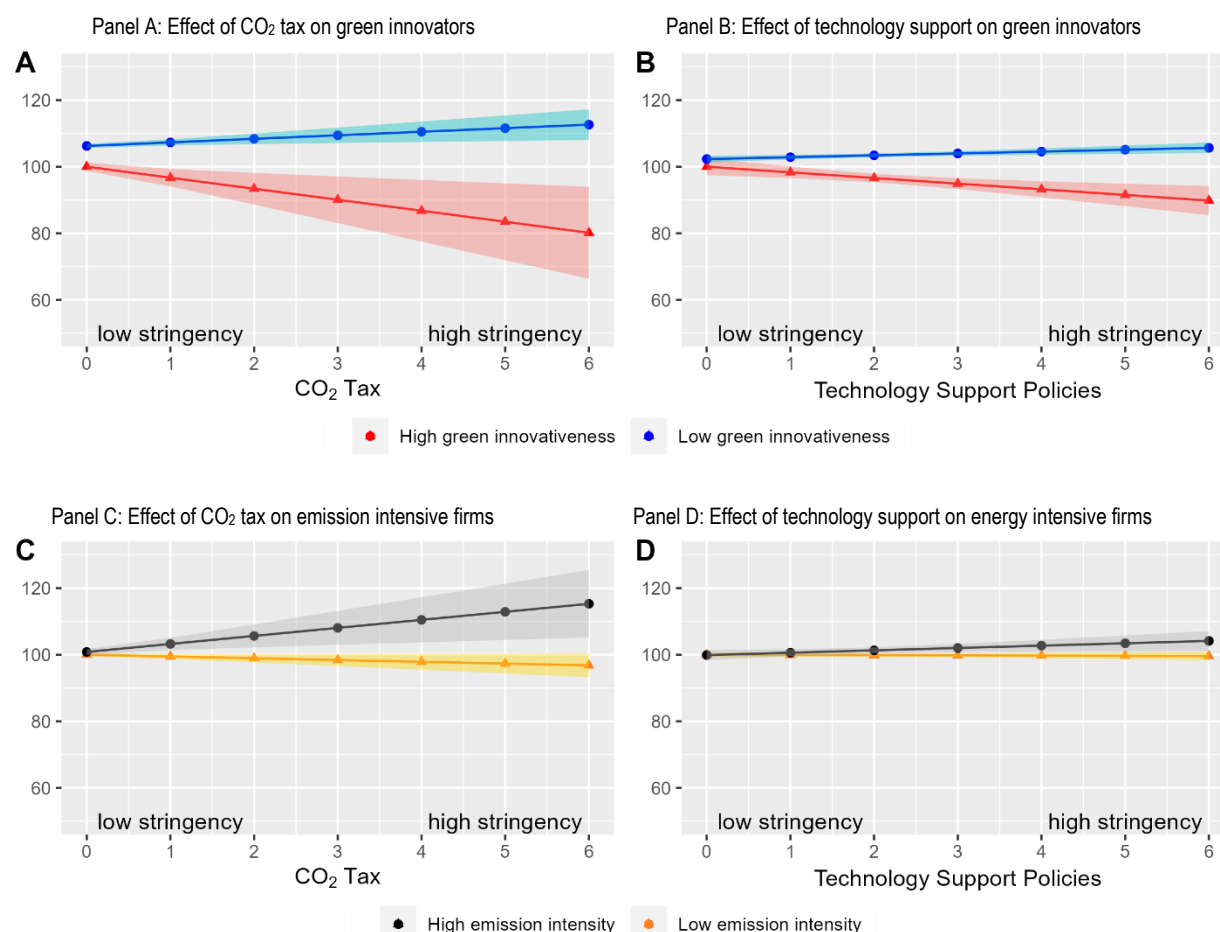 Panel A: Effect of CO₂ tax on green innovators
Panel B: Effect of technology support on green innovators
A
B
120
100
80
60
low stringency
high stringency
0 1 2 3 4 5 6
CO₂ Tax
120
100
80
60
low stringency
high stringency
0 1 2 3 4 5 6
Technology Support Policies
High green innovativeness
Low green innovativeness
Panel C: Effect of CO₂ tax on emission intensive firms
Panel D: Effect of technology support on energy intensive firms
C
D
120
100
80
60
low stringency
high stringency
0 1 2 3 4 5 6
CO₂ Tax
120
100
80
60
low stringency
high stringency
0 1 2 3 4 5 6
Technology Support Policies
High emission intensity
Low emission intensity